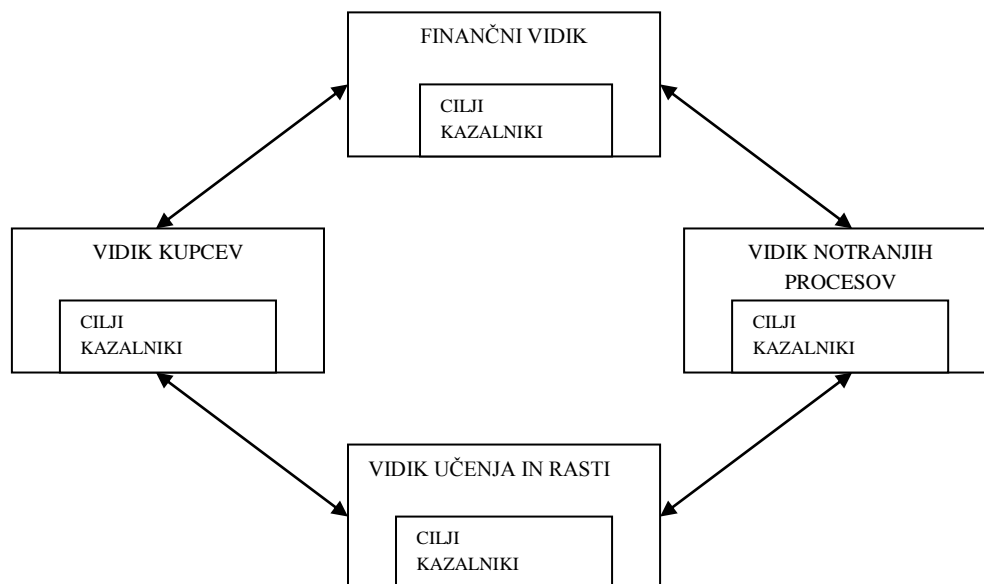 FINANČNI VIDIK
CILJI
KAZALNIKI
VIDIK KUPCEV
CILJI
KAZALNIKI
VIDIK NOTRANJIH
PROCESOV
CILJI
KAZALNIKI
VIDIK UČENJA IN RASTI
CILJI
KAZALNIKI